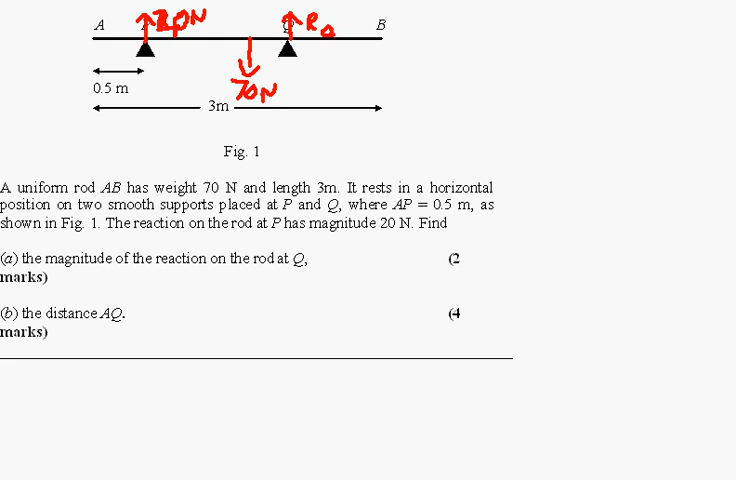 A 20N Q R Q B
70N
0.5 m
3m
Fig. 1
A uniform rod AB has weight 70 N and length 3m. It rests in a horizontal
position on two smooth supports placed at P and Q, where AP = 0.5 m, as
shown in Fig. 1. The reaction on the rod at P has magnitude 20 N. Find
(a) the magnitude of the reaction on the rod at Q, (2
marks)
(b) the distance AQ. (4
marks)